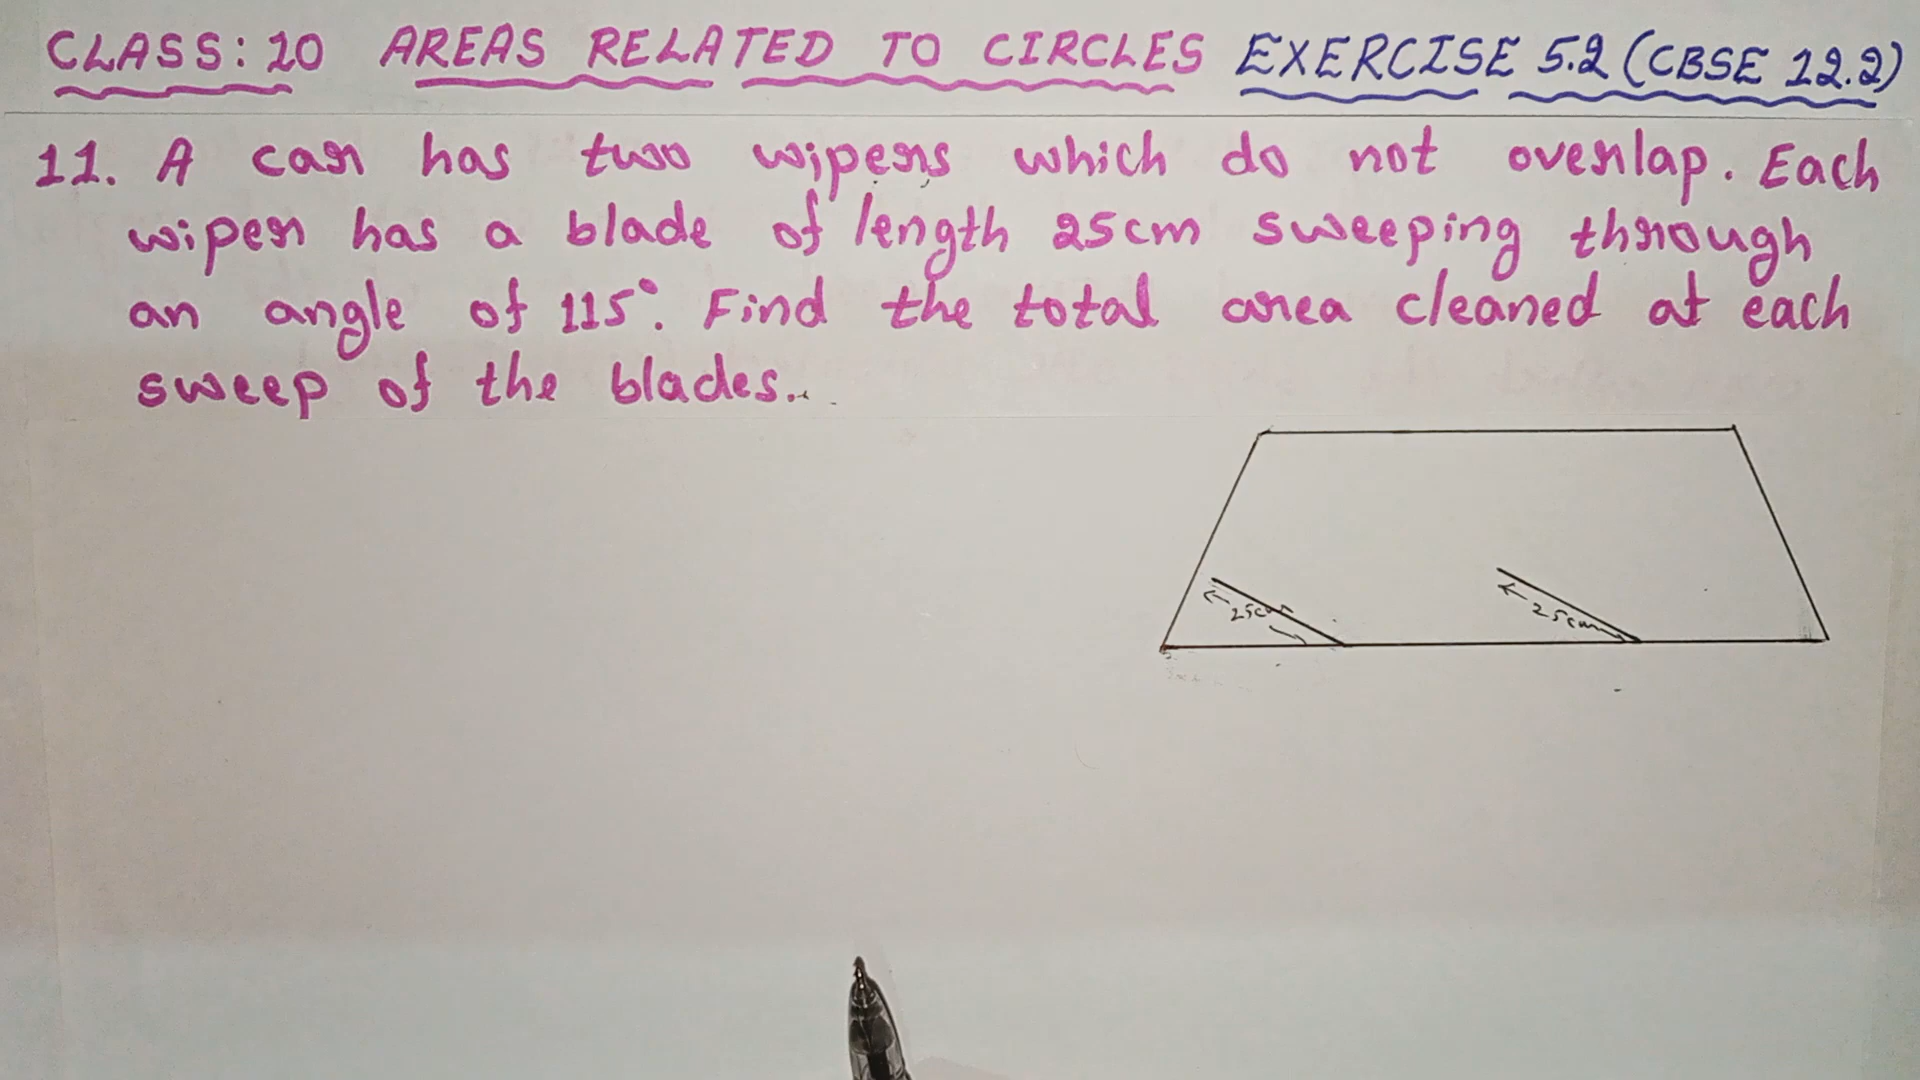 CLASS: 10 AREAS RELATED TO CIRCLES EXERCISE 5.2 (CBSE 12.2)
11. A car has two wipers which do not overlap. Each
wiper has a blade of length 25cm sweeping through
an angle of 115°. Find the total area cleaned at each
sweep of the blades.
25cm
25cm